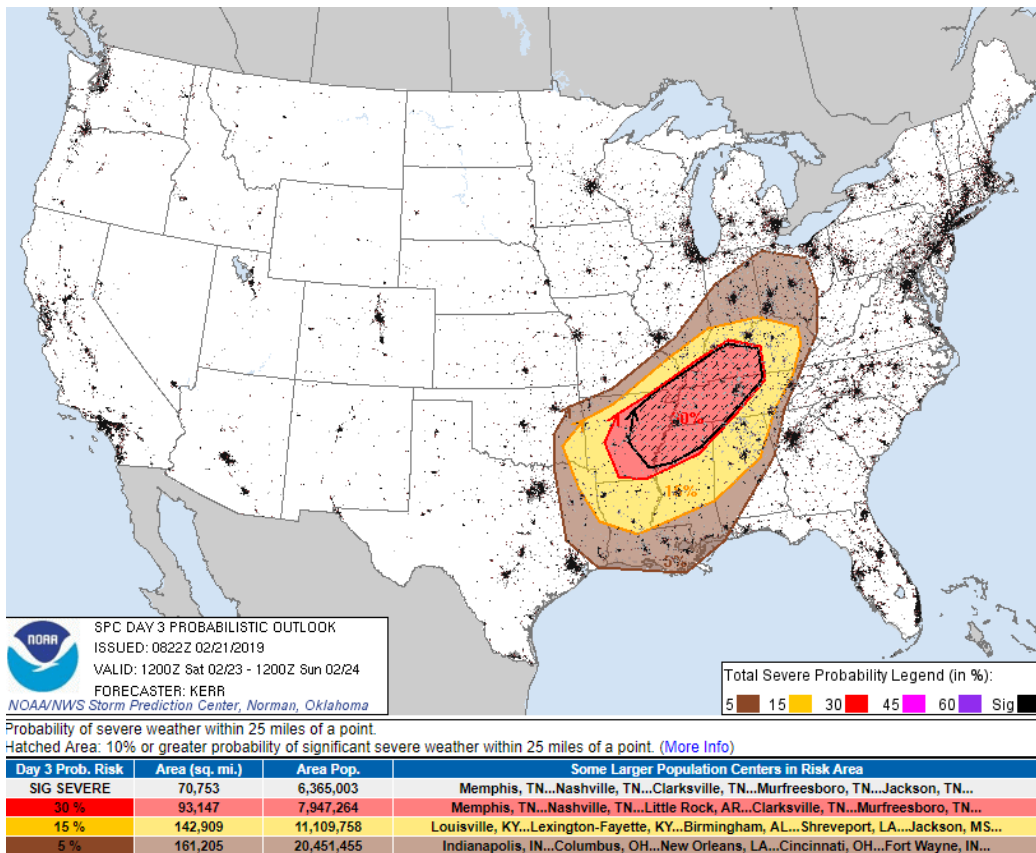 0%
15%
5%
NOAA
SPC DAY 3 PROBABILISTIC OUTLOOK
ISSUED: 0822Z 02/21/2019
VALID: 1200Z Sat 02/23 - 1200Z Sun 02/24
FORECASTER: KERR
NOAA/NWS Storm Prediction Center, Norman, Oklahoma
Total Severe Probability Legend (in %):
5 15 30 45 60 Sig
Probability of severe weather within 25 miles of a point.
Hatched Area: 10% or greater probability of significant severe weather within 25 miles of a point. (More Info)
Day 3 Prob. Risk Area (sq. mi.) Area Pop. Some Larger Population Centers in Risk Area
SIG SEVERE 70,753 6,365,003 Memphis, TN...Nashville, TN...Clarksville, TN...Murfreesboro, TN...Jackson, TN...
30 % 93,147 7,947,264 Memphis, TN...Nashville, TN...Little Rock, AR...Clarksville, TN...Murfreesboro, TN...
15 % 142,909 11,109,758 Louisville, KY...Lexington-Fayette, KY...Birmingham, AL...Shreveport, LA...Jackson, MS...
5 % 161,205 20,451,455 Indianapolis, IN...Columbus, OH...New Orleans, LA...Cincinnati, OH...Fort Wayne, IN...